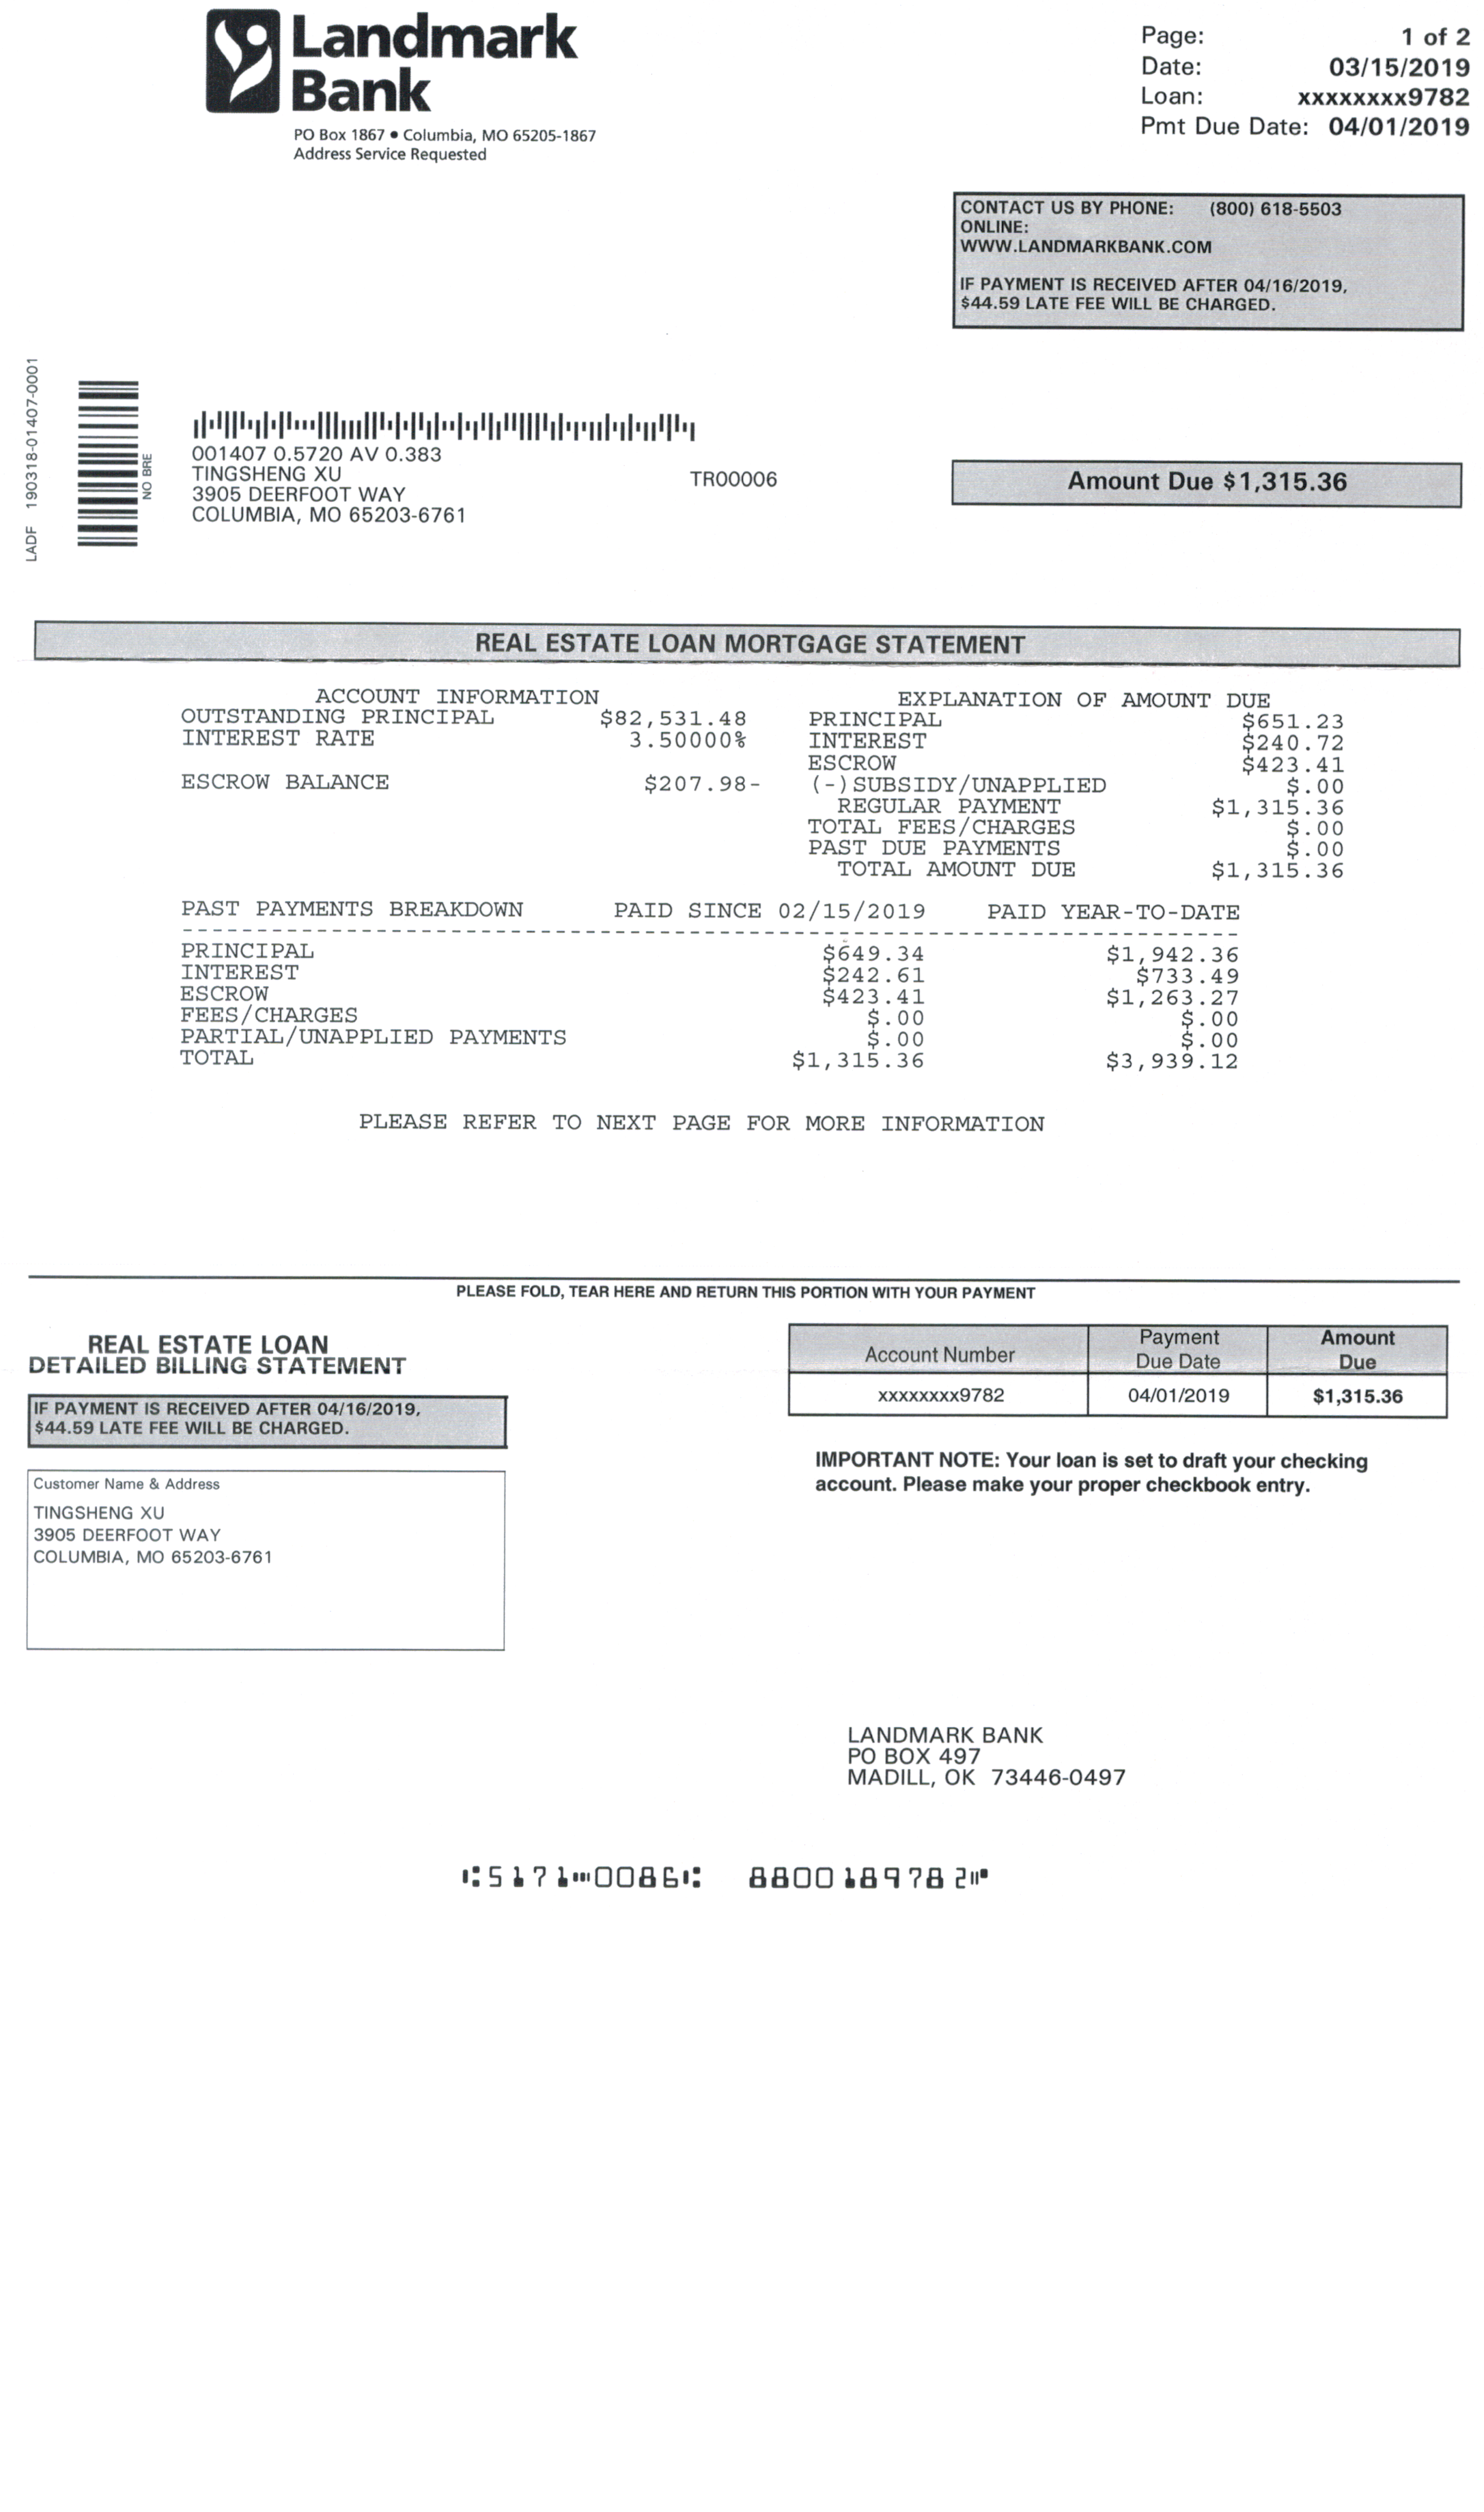 Landmark
Bank
PO Box 1867 • Columbia, MO 65205-1867
Address Service Requested
Page: 1 of 2
Date: 03/15/2019
Loan: xxxxxxxx9782
Pmt Due Date: 04/01/2019
CONTACT US BY PHONE: (800) 618-5503
ONLINE:
WWW.LANDMARKBANK.COM
IF PAYMENT IS RECEIVED AFTER 04/16/2019,
$44.59 LATE FEE WILL BE CHARGED.
LADF 190318-01407-0001
NO BRE
001407 0.5720 AV 0.383
TINGSHENG XU
3905 DEERFOOT WAY
COLUMBIA, MO 65203-6761
TR00006
Amount Due $1,315.36
REAL ESTATE LOAN MORTGAGE STATEMENT
ACCOUNT INFORMATION
OUTSTANDING PRINCIPAL $82,531.48
INTEREST RATE 3.50000%
ESCROW BALANCE $207.98-
EXPLANATION OF AMOUNT DUE
PRINCIPAL $651.23
INTEREST $240.72
ESCROW $423.41
(-)SUBSIDY/UNAPPLIED $.00
REGULAR PAYMENT $1,315.36
TOTAL FEES/CHARGES $.00
PAST DUE PAYMENTS $.00
TOTAL AMOUNT DUE $1,315.36
PAST PAYMENTS BREAKDOWN PAID SINCE 02/15/2019 PAID YEAR-TO-DATE
PRINCIPAL $649.34 $1,942.36
INTEREST $242.61 $733.49
ESCROW $423.41 $1,263.27
FEES/CHARGES $.00 $.00
PARTIAL/UNAPPLIED PAYMENTS $.00 $.00
TOTAL $1,315.36 $3,939.12
PLEASE REFER TO NEXT PAGE FOR MORE INFORMATION
PLEASE FOLD, TEAR HERE AND RETURN THIS PORTION WITH YOUR PAYMENT
REAL ESTATE LOAN
DETAILED BILLING STATEMENT
IF PAYMENT IS RECEIVED AFTER 04/16/2019,
$44.59 LATE FEE WILL BE CHARGED.
Customer Name & Address
TINGSHENG XU
3905 DEERFOOT WAY
COLUMBIA, MO 65203-6761
Account Number Payment Due Date Amount Due
xxxxxxxx9782 04/01/2019 $1,315.36
IMPORTANT NOTE: Your loan is set to draft your checking
account. Please make your proper checkbook entry.
LANDMARK BANK
PO BOX 497
MADILL, OK 73446-0497
⑆5171⑉0086⑆ 8800189782⑈